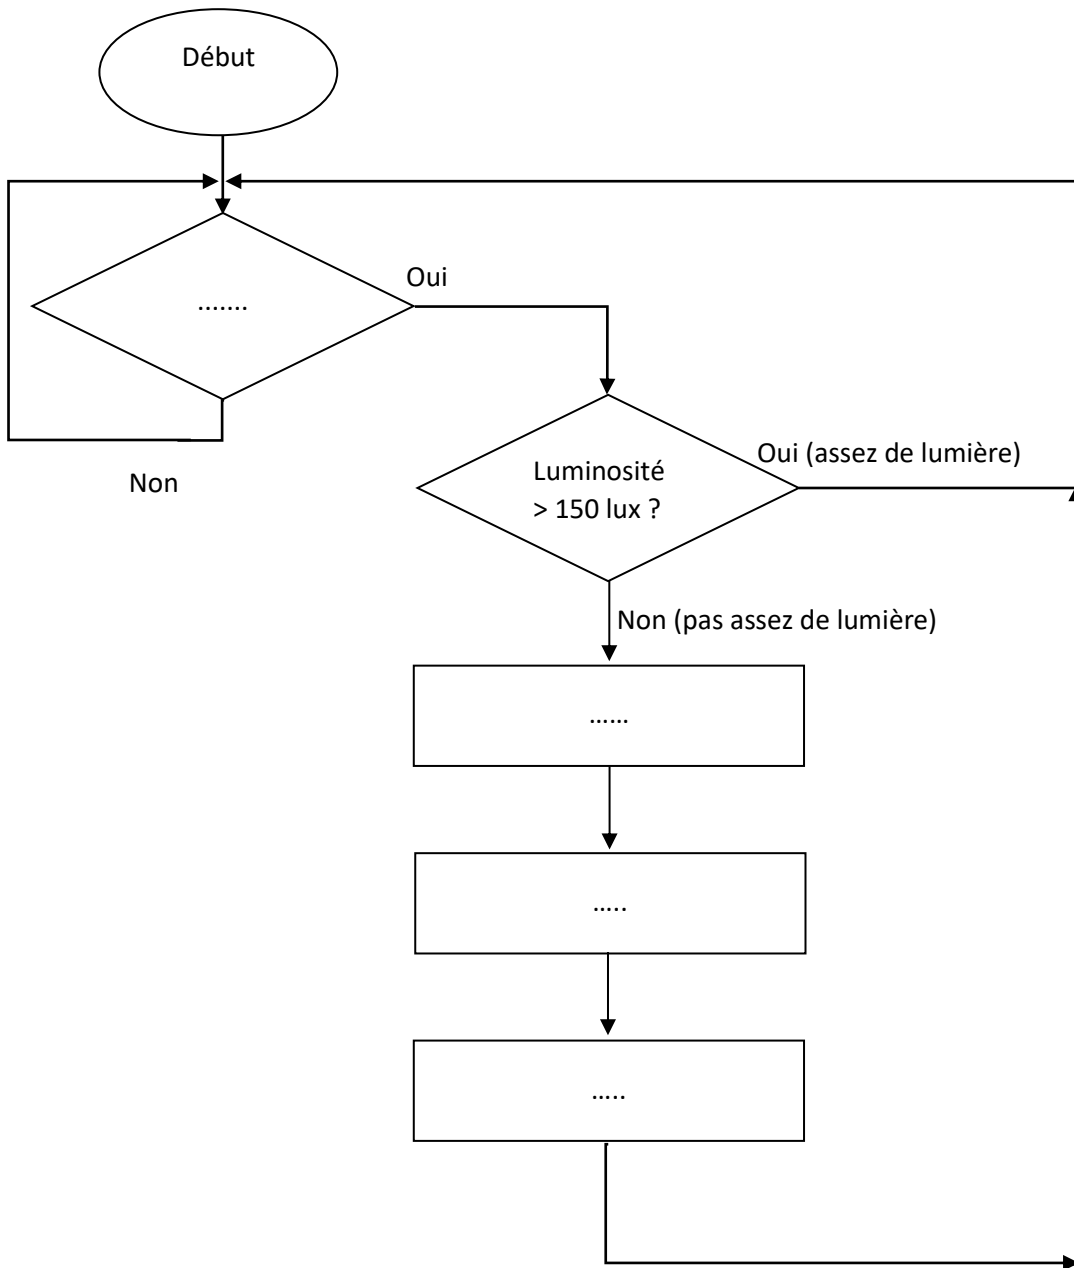 Début
Oui
.......
Oui (assez de lumière)
Luminosité
> 150 lux ?
Non
Non (pas assez de lumière)
......
.....
.....